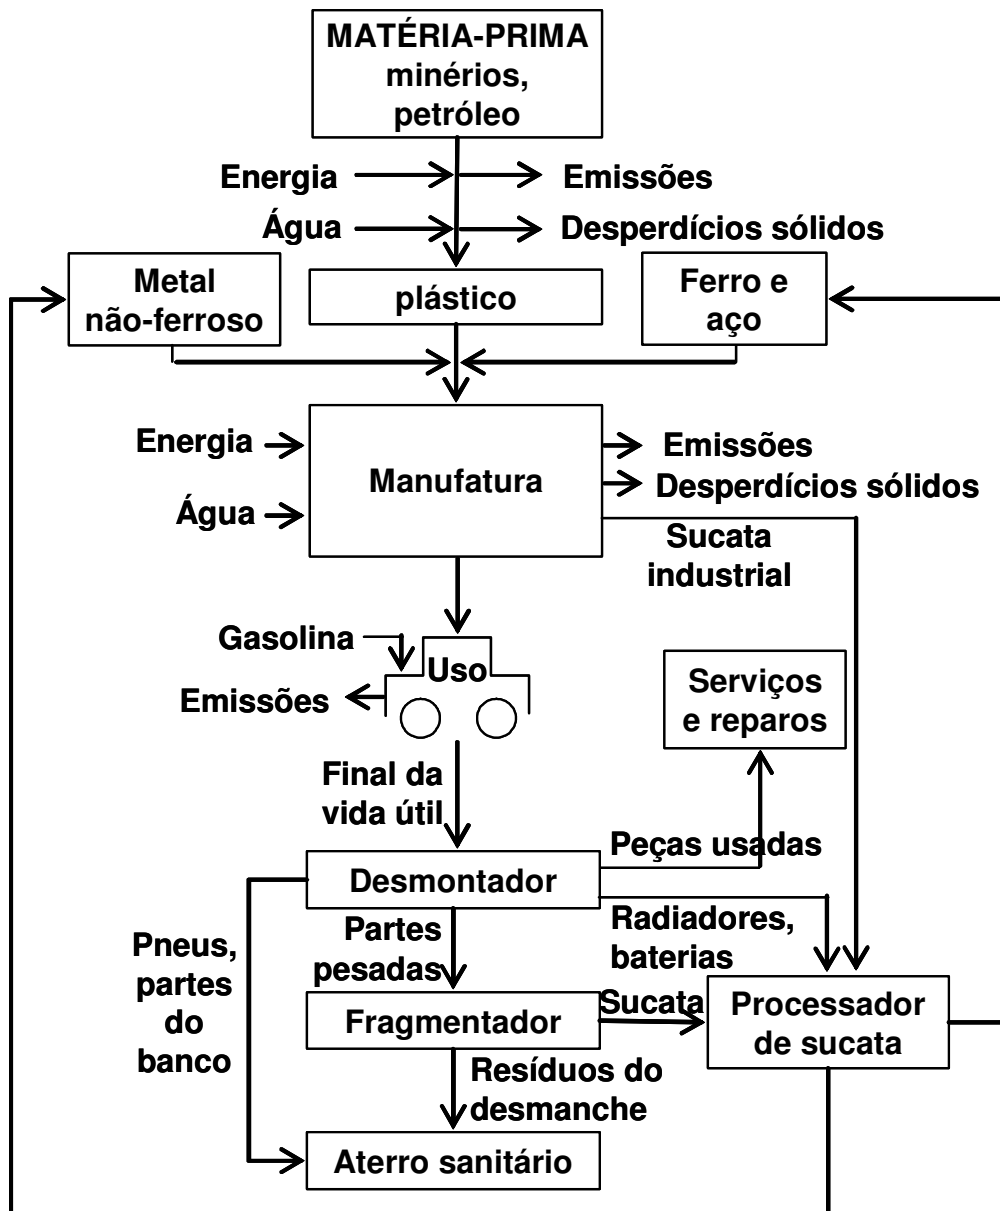 MATÉRIA-PRIMA
minérios,
petróleo
Energia
Emissões
Água
Desperdícios sólidos
Metal
não-ferroso
plástico
Ferro e
aço
Energia
Água
Manufatura
Emissões
Desperdícios sólidos
Sucata
industrial
Gasolina
Emissões
Uso
Serviços
e reparos
Final da
vida útil
Peças usadas
Desmontador
Radiadores,
baterias
Pneus,
partes
do
banco
Partes
pesadas
Fragmentador
Sucata
Processador
de sucata
Resíduos do
desmanche
Aterro sanitário